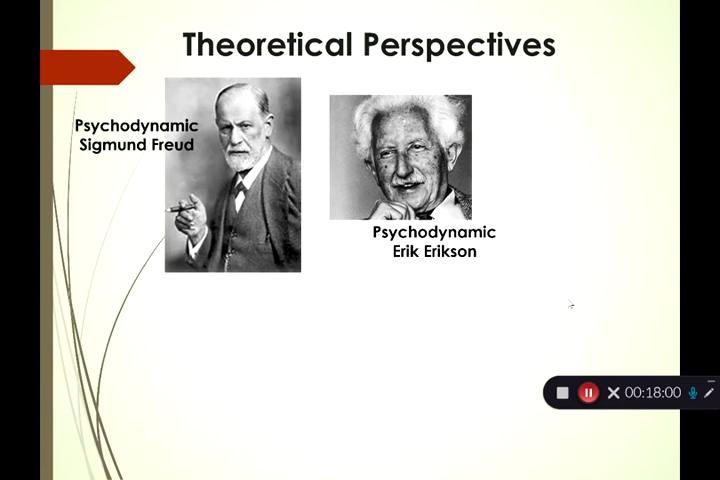 Theoretical Perspectives
Psychodynamic
Sigmund Freud
Psychodynamic
Erik Erikson
00:18:00